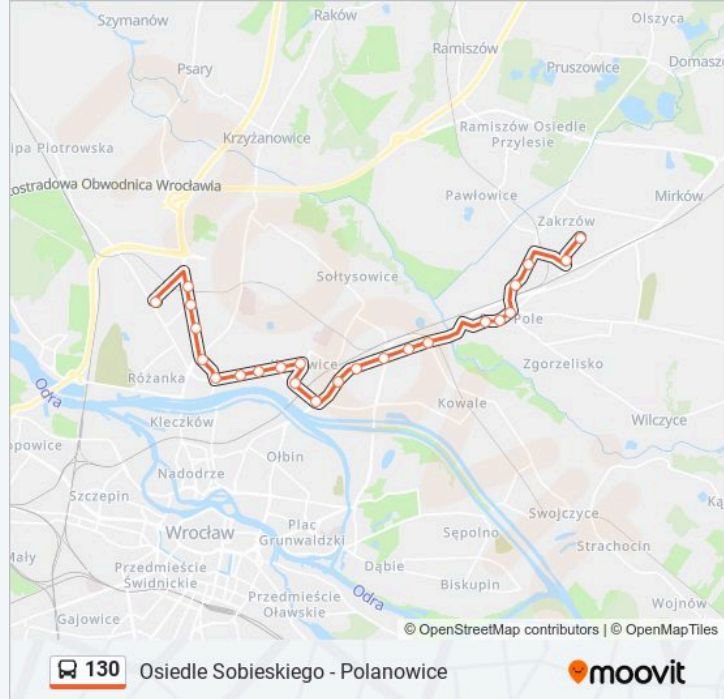 Szymanów
Raków
Olszyca
Ramiszów
Domasz
Psary
Pruszowice
Krzyżanowice
Ramiszów Osiedle
Przylesie
ipa Piotrowska
ostradowa Obwodnica Wrocławia
Pawłowice
Mirków
Zakrzów
Sołtysowice
Pole
Zgorzelisko
Różanka
Odra
Kowale
Kleczków
Wilczyce
opowice
Ołbin
Nadodrze
Szczepin
Ką
Swojczyce
Wrocław
Plac
Grunwaldzki
Sępolno
Strachocin
Mały
Przedmieście
Świdnickie
Dąbie
Biskupin
Przedmieście
Oławskie
Odra
Wojnów
Gajowice
© OpenStreetMap contributors | © OpenMapTiles
130 Osiedle Sobieskiego - Polanowice
moovit